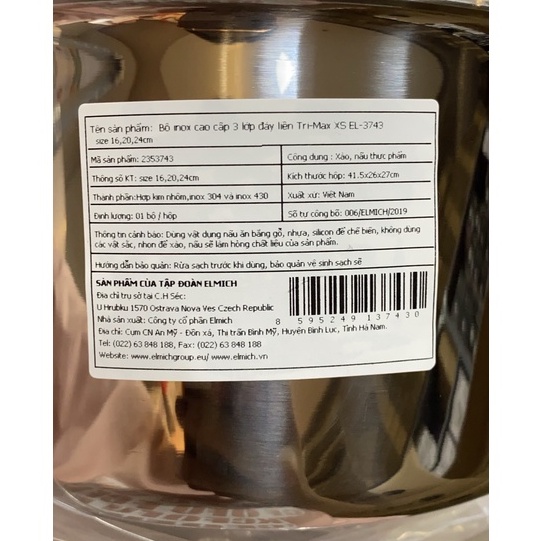 Tên sản phẩm: Bộ inox cao cấp 3 lớp đáy liền Tri-Max XS EL-3743
size 16,20,24cm
Mã sản phẩm: 2353743
Công dụng : Xào, nấu thực phẩm
Thông số KT: size 16,20,24cm
Kích thước hộp: 41.5x26x27cm
Thành phần:Hợp kim nhôm,inox 304 và inox 430
Xuất xứ: Việt Nam
Định lượng: 01 bộ / hộp
Số tự công bố: 006/ELMICH/2019
Thông tin cảnh báo: Dùng vật dụng nấu ăn bằng gỗ, nhựa, silicon để chế biến, không dùng
các vật sắc, nhọn để xào, nấu sẽ làm hỏng chất liệu của sản phẩm.
Hướng dẫn bảo quản: Rửa sạch trước khi dùng, bảo quản vệ sinh sạch sẽ
SẢN PHẨM CỦA TẬP ĐOÀN ELMICH
Địa chỉ trụ sở tại C.H Séc:
U Hrubku 1570 Ostrava Nova Ves Czech Republic
Nhà sản xuất: Công ty cổ phần Elmich
Địa chỉ: Cụm CN An Mỹ - Đồn xá, Thị trấn Bình Mỹ, Huyện Bình Lục, Tỉnh Hà Nam.
Tel: (022) 63 848 188, Fax: (022) 63 848 188
Website: www.elmichgroup.eu/ www.elmich.vn
8 595249 137430